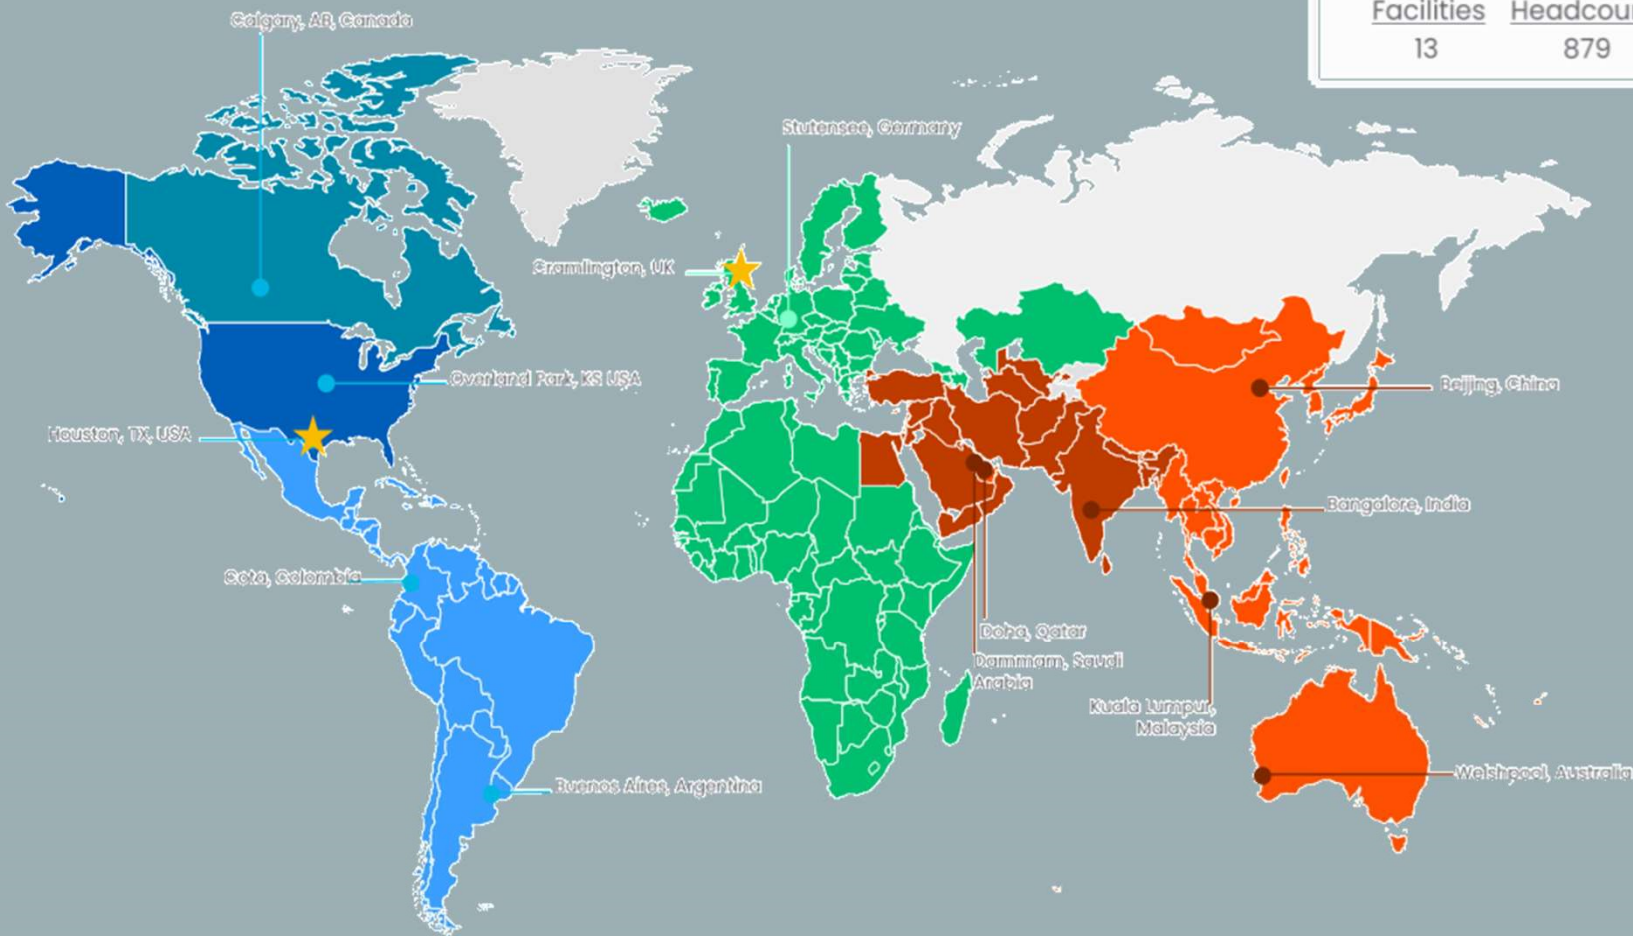 Calgary, AB, Canada
Facilities
13
879
Stutensee, Germany
Cramlington, UK
Overland Park, KS USA
Beijing, China
Houston, TX, USA
Bangalore, India
Cota, Colombia
Doha, Qatar
Dammam, Saudi
Arabia
Kuala Lumpur,
Malaysia
Welshpool, Australia
Buenos Aires, Argentina